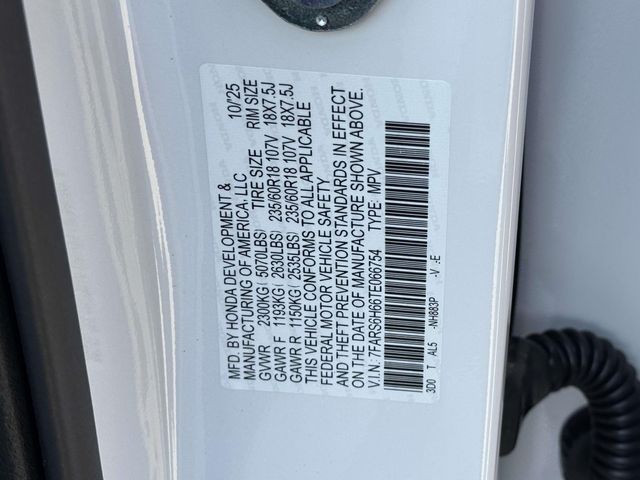 MFD. BY HONDA DEVELOPMENT & 10/25
MANUFACTURING OF AMERICA, LLC
GVWR 2300KG( 5070LBS) TIRE SIZE RIM SIZE
GAWR F 1193KG( 2630LBS) 235/60R18 107V 18X7.5J
GAWR R 1150KG( 2535LBS) 235/60R18 107V 18X7.5J
THIS VEHICLE CONFORMS TO ALL APPLICABLE
FEDERAL MOTOR VEHICLE SAFETY
AND THEFT PREVENTION STANDARDS IN EFFECT
ON THE DATE OF MANUFACTURE SHOWN ABOVE.
V.I.N: 7FARS6H66TE066754 TYPE: MPV
3D0 T AL5 -NH883P -V :E